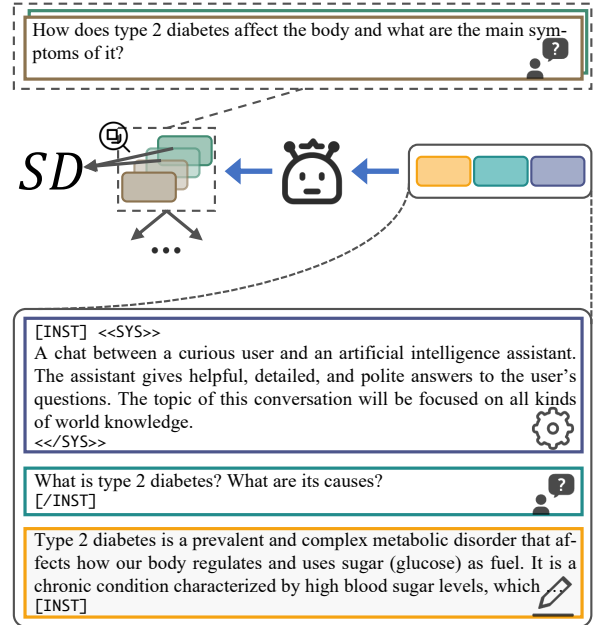 How does type 2 diabetes affect the body and what are the main sym-
ptoms of it?
?
SD
...
[INST] <<SYS>>
A chat between a curious user and an artificial intelligence assistant.
The assistant gives helpful, detailed, and polite answers to the user's
questions. The topic of this conversation will be focused on all kinds
of world knowledge.
<</SYS>>
What is type 2 diabetes? What are its causes?
?
[/INST]
Type 2 diabetes is a prevalent and complex metabolic disorder that af-
fects how our body regulates and uses sugar (glucose) as fuel. It is a
chronic condition characterized by high blood sugar levels, which ...
[INST]